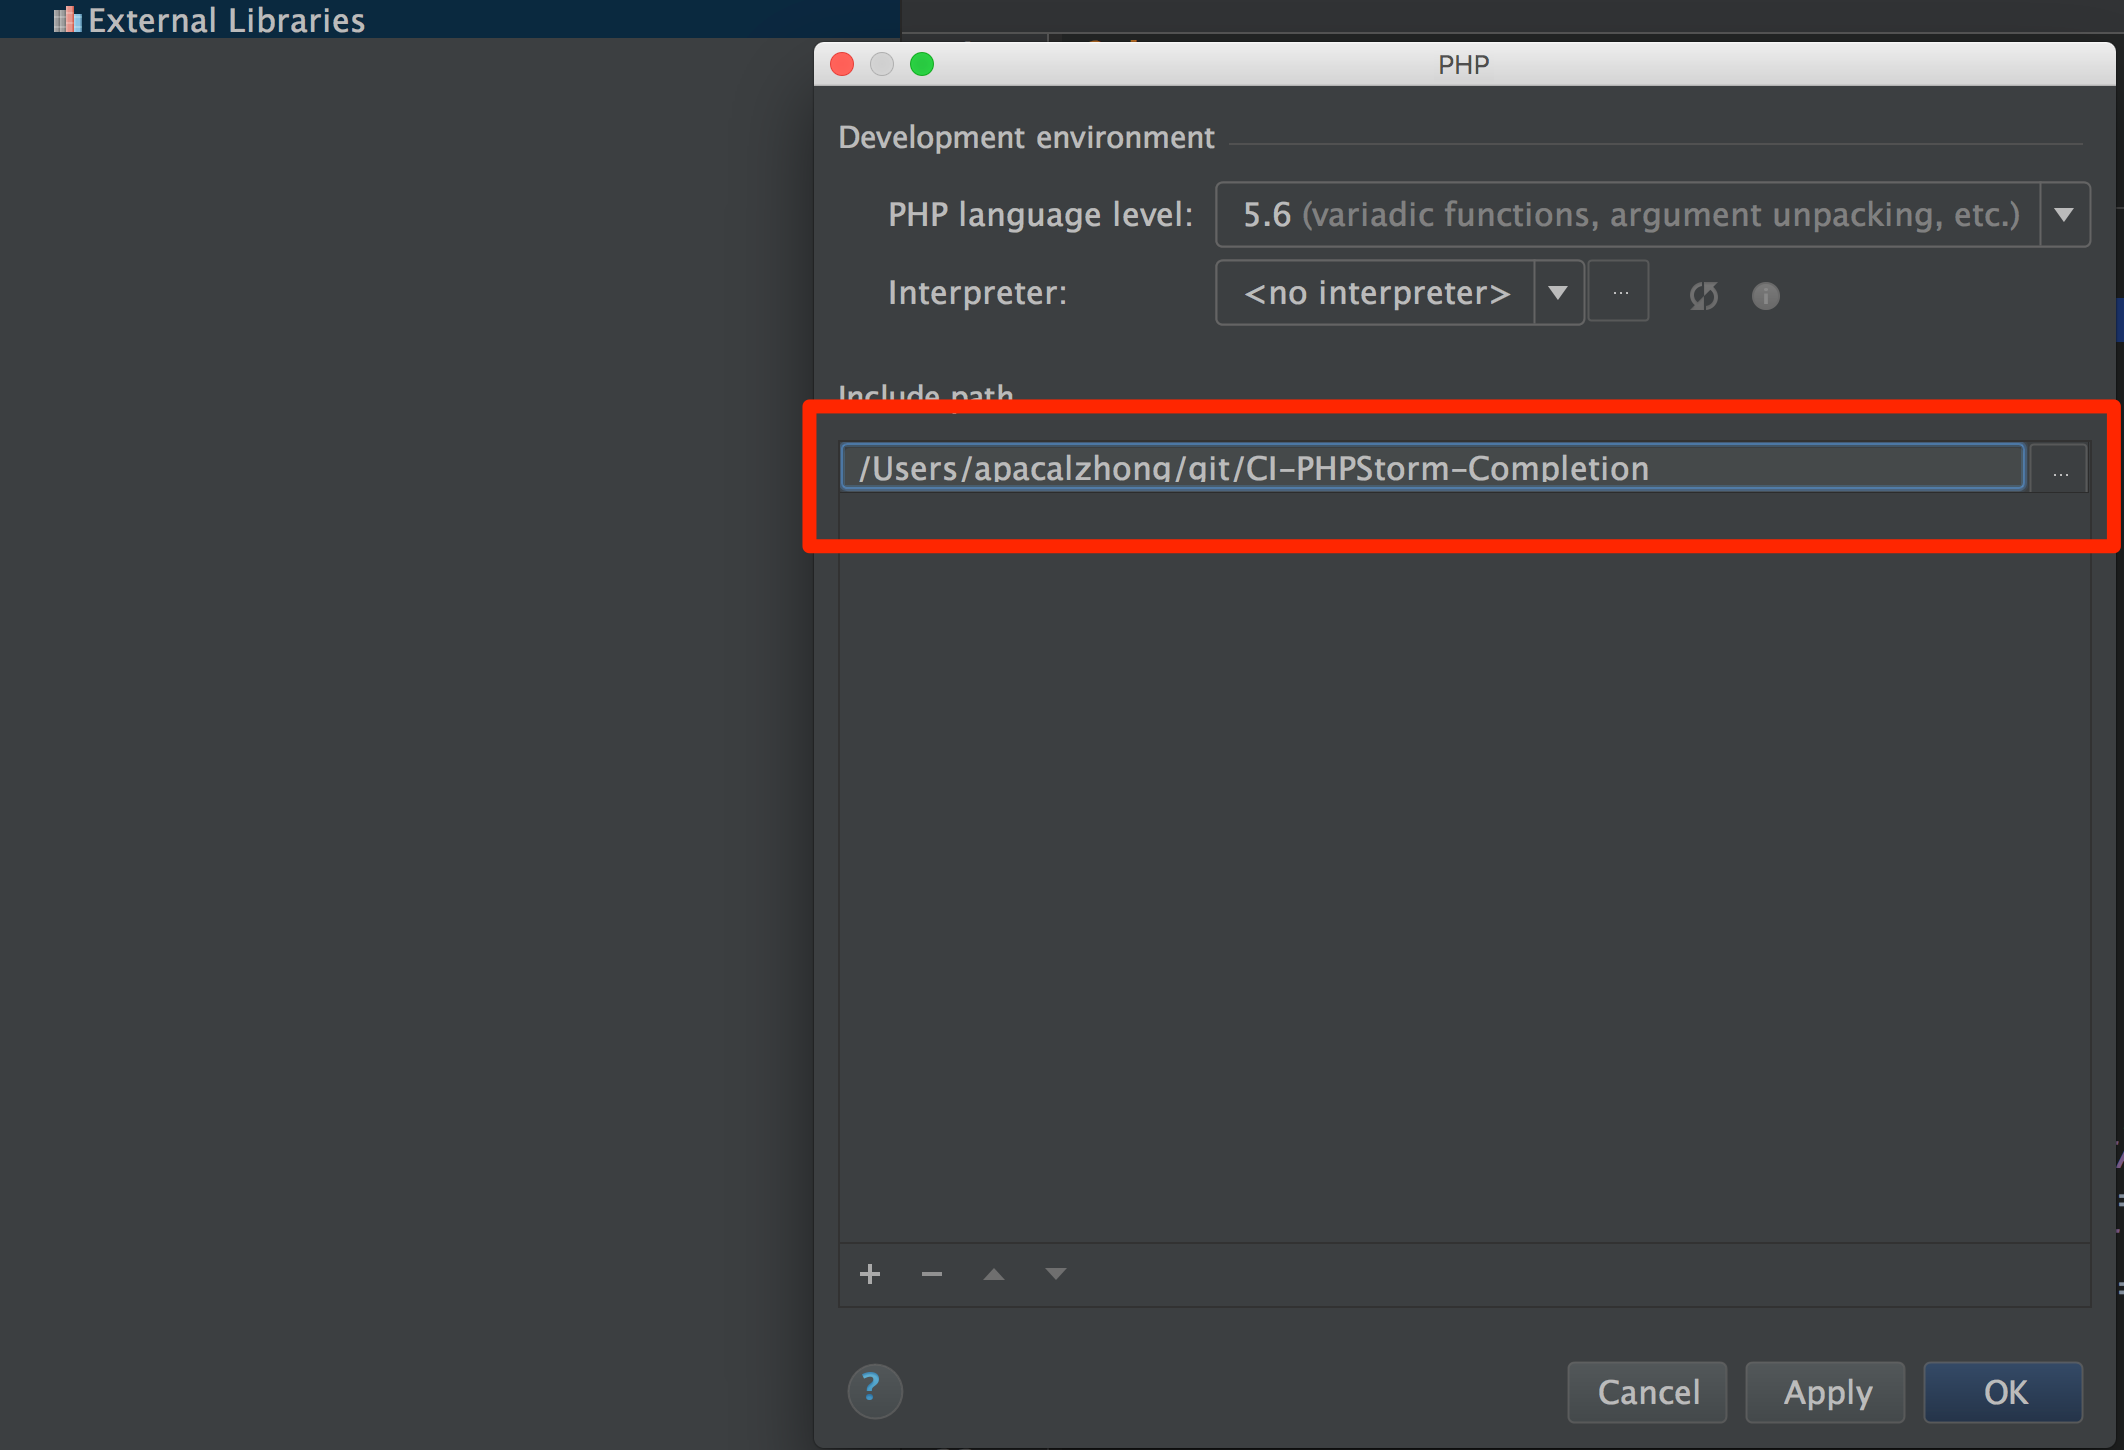 External Libraries
PHP
Development environment
PHP language level: 5.6 (variadic functions, argument unpacking, etc.)
Interpreter: <no interpreter> ...
Include path
/Users/apacalzhong/git/CI-PHPStorm-Completion ...
? Cancel Apply OK